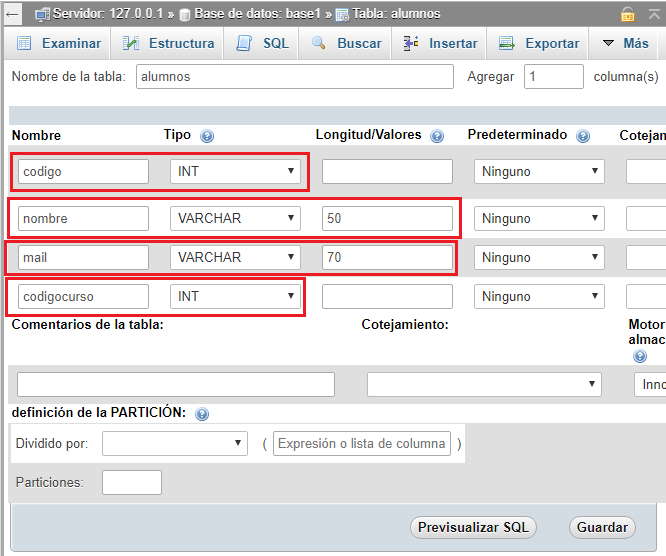 Servidor: 127.0.0.1 » Base de datos: base1 » Tabla: alumnos
Examinar Estructura SQL Buscar Insertar Exportar Más
Nombre de la tabla: alumnos Agregar 1 columna(s)
Nombre Tipo Longitud/Valores Predeterminado Cotejam
codigo INT Ninguno
nombre VARCHAR 50 Ninguno
mail VARCHAR 70 Ninguno
codigocurso INT Ninguno
Comentarios de la tabla: Cotejamiento: Motor
almac
Inno
definición de la PARTICIÓN:
Dividido por: ( Expresión o lista de columna )
Particiones:
Previsualizar SQL Guardar